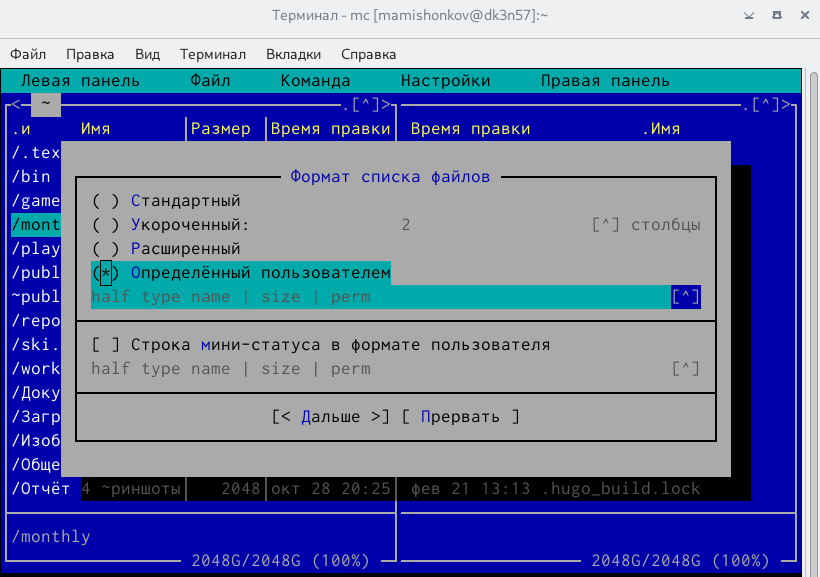 Терминал - mc [mamishonkov@dk3n57]:~
Файл Правка Вид Терминал Вкладки Справка
Левая панель Файл Команда Настройки Правая панель
<- ~ .[^]> .[^]>
.и Имя Размер Время правки Время правки .Имя
/.tex
/bin
/game
/mont
/play
/publ
~publ
/repo
/ski.
/work
/Доку
/Загр
/Изоб
/Обще
Формат списка файлов
( ) Стандартный
( ) Укороченный: 2 [^] столбцы
( ) Расширенный
(*) Определённый пользователем
half type name | size | perm [^]
[ ] Строка мини-статуса в формате пользователя
half type name | size | perm [^]
[< Дальше >] [ Прервать ]
/Отчёт 4 ~риншоты 2048 окт 28 20:25 фев 21 13:13 .hugo_build.lock
/monthly
2048G/2048G (100%) 2048G/2048G (100%)